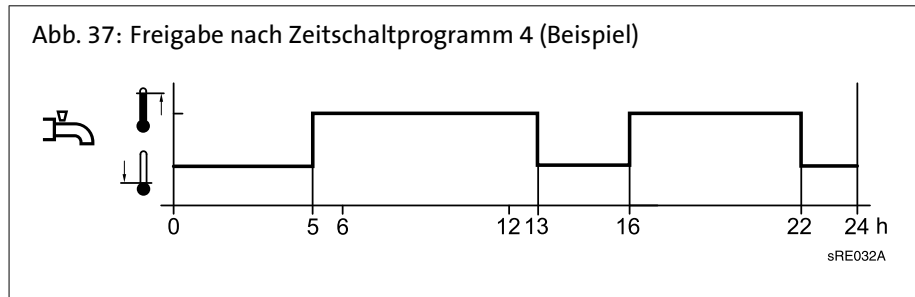 Abb. 37: Freigabe nach Zeitschaltprogramm 4 (Beispiel)
0 5 6 12 13 16 22 24 h
sRE032A